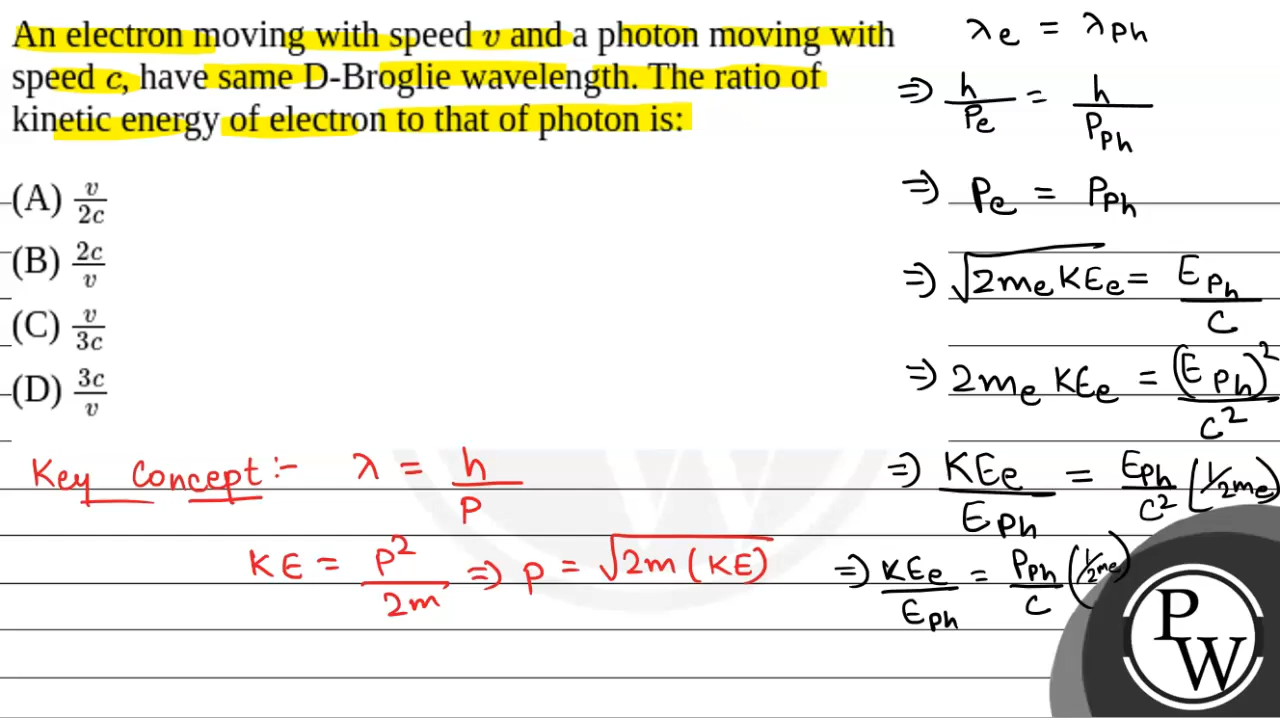 An electron moving with speed v and a photon moving with
speed c, have same D-Broglie wavelength. The ratio of
kinetic energy of electron to that of photon is:
(A) v/2c
(B) 2c/v
(C) v/3c
(D) 3c/v
Key Concept :- λ = h/P
KE = P²/2m ⇒ P = √2m(KE)
λe = λPh
⇒ h/Pe = h/PPh
⇒ Pe = PPh
⇒ √2me KEe = EPh/C
⇒ 2me KEe = (EPh)²/C²
⇒ KEe/EPh = EPh/C² (1/2me)
⇒ KEe/EPh = PPh/C (1/2me)
PW